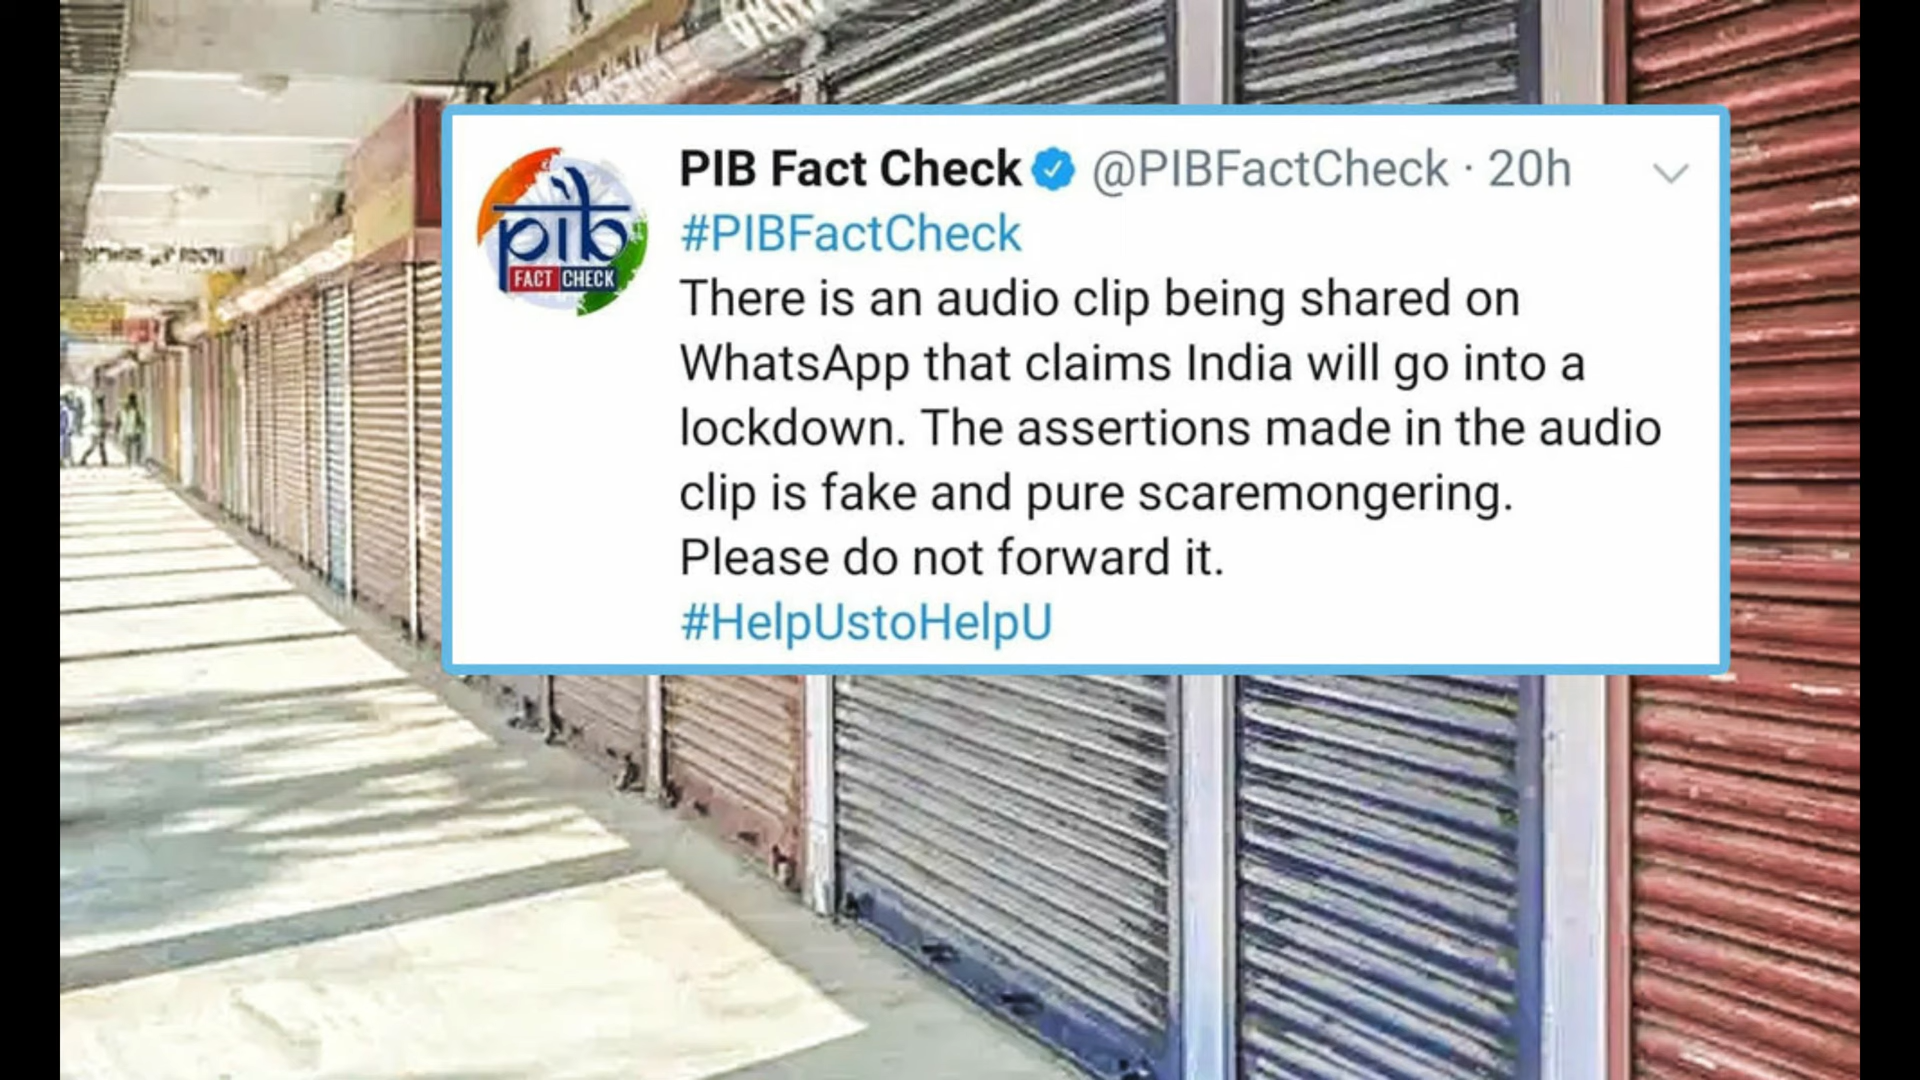 PIB Fact Check @PIBFactCheck · 20h
pib
FACT CHECK
#PIBFactCheck
There is an audio clip being shared on
WhatsApp that claims India will go into a
lockdown. The assertions made in the audio
clip is fake and pure scaremongering.
Please do not forward it.
#HelpUstoHelpU